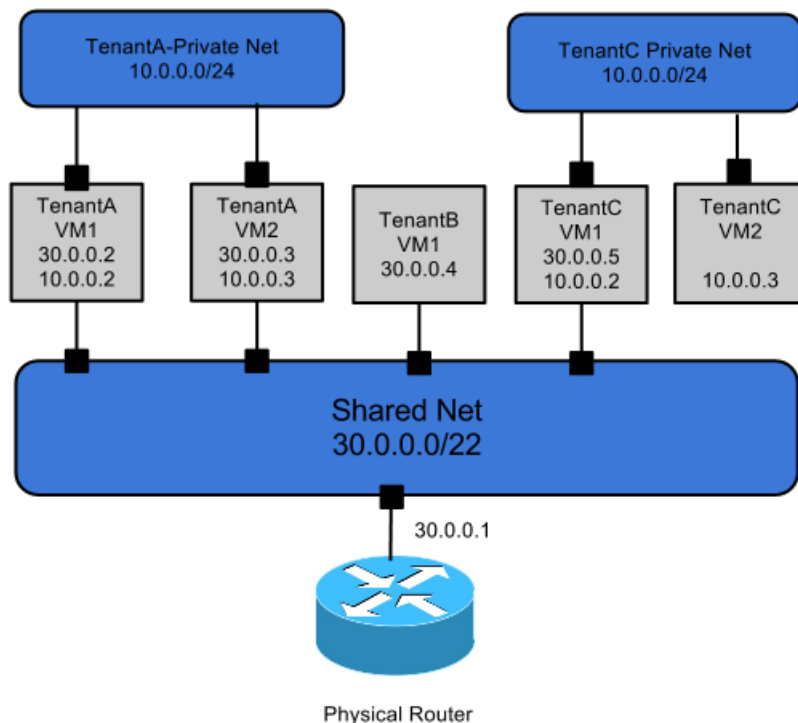 TenantA-Private Net
10.0.0.0/24
TenantC Private Net
10.0.0.0/24
TenantA
VM1
30.0.0.2
10.0.0.2
TenantA
VM2
30.0.0.3
10.0.0.3
TenantB
VM1
30.0.0.4
TenantC
VM1
30.0.0.5
10.0.0.2
TenantC
VM2
10.0.0.3
Shared Net
30.0.0.0/22
30.0.0.1
Physical Router